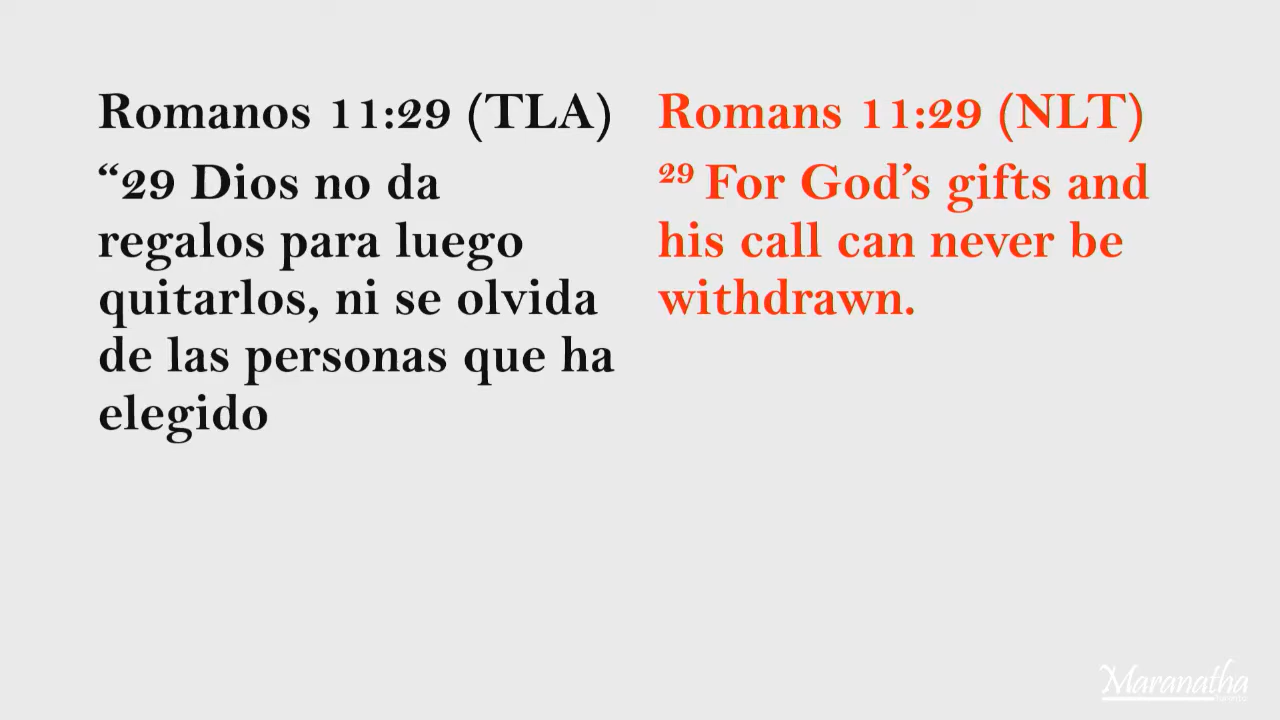 Romanos 11:29 (TLA)
“29 Dios no da
regalos para luego
quitarlos, ni se olvida
de las personas que ha
elegido
Romans 11:29 (NLT)
29 For God’s gifts and
his call can never be
withdrawn.
Maranatha